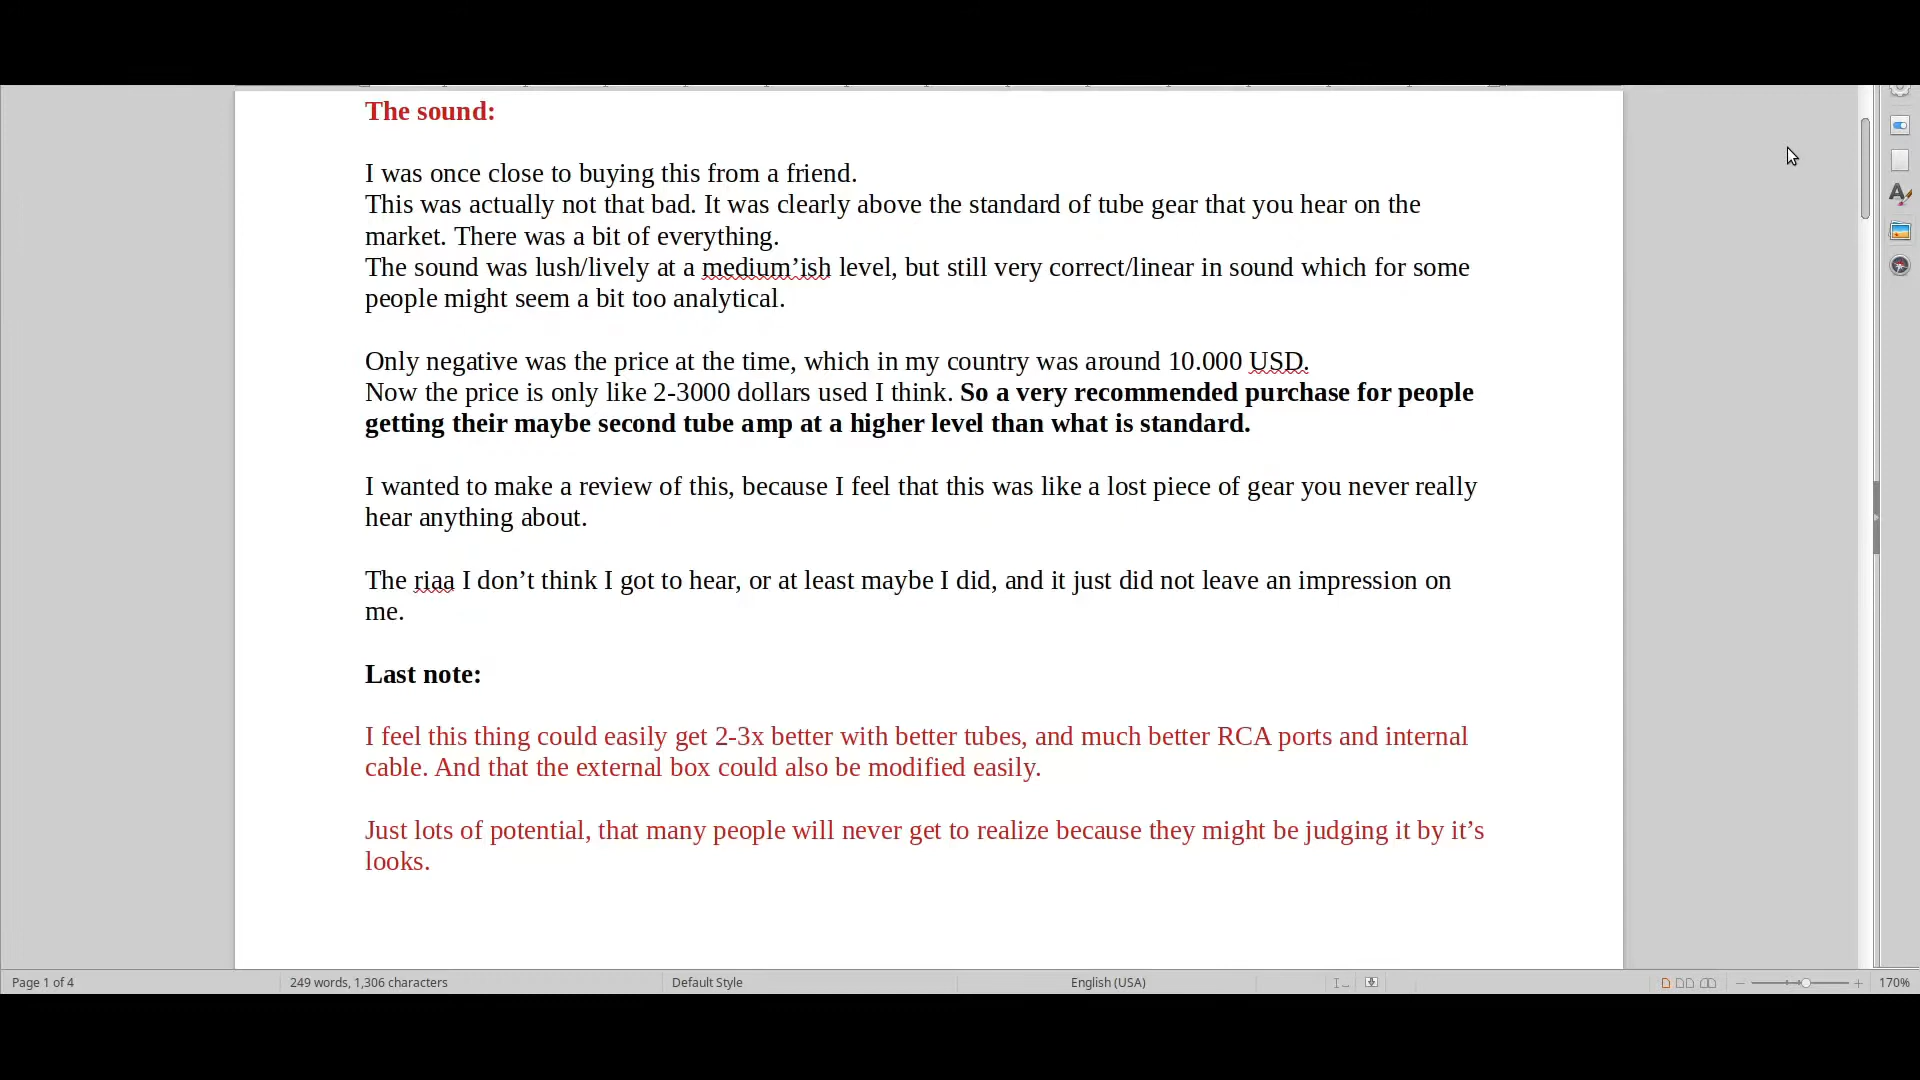 The sound:
I was once close to buying this from a friend.
This was actually not that bad. It was clearly above the standard of tube gear that you hear on the
market. There was a bit of everything.
The sound was lush/lively at a medium’ish level, but still very correct/linear in sound which for some
people might seem a bit too analytical.
Only negative was the price at the time, which in my country was around 10.000 USD.
Now the price is only like 2-3000 dollars used I think. So a very recommended purchase for people
getting their maybe second tube amp at a higher level than what is standard.
I wanted to make a review of this, because I feel that this was like a lost piece of gear you never really
hear anything about.
The riaa I don’t think I got to hear, or at least maybe I did, and it just did not leave an impression on
me.
Last note:
I feel this thing could easily get 2-3x better with better tubes, and much better RCA ports and internal
cable. And that the external box could also be modified easily.
Just lots of potential, that many people will never get to realize because they might be judging it by it’s
looks.
Page 1 of 4 249 words, 1,306 characters Default Style English (USA) 170%